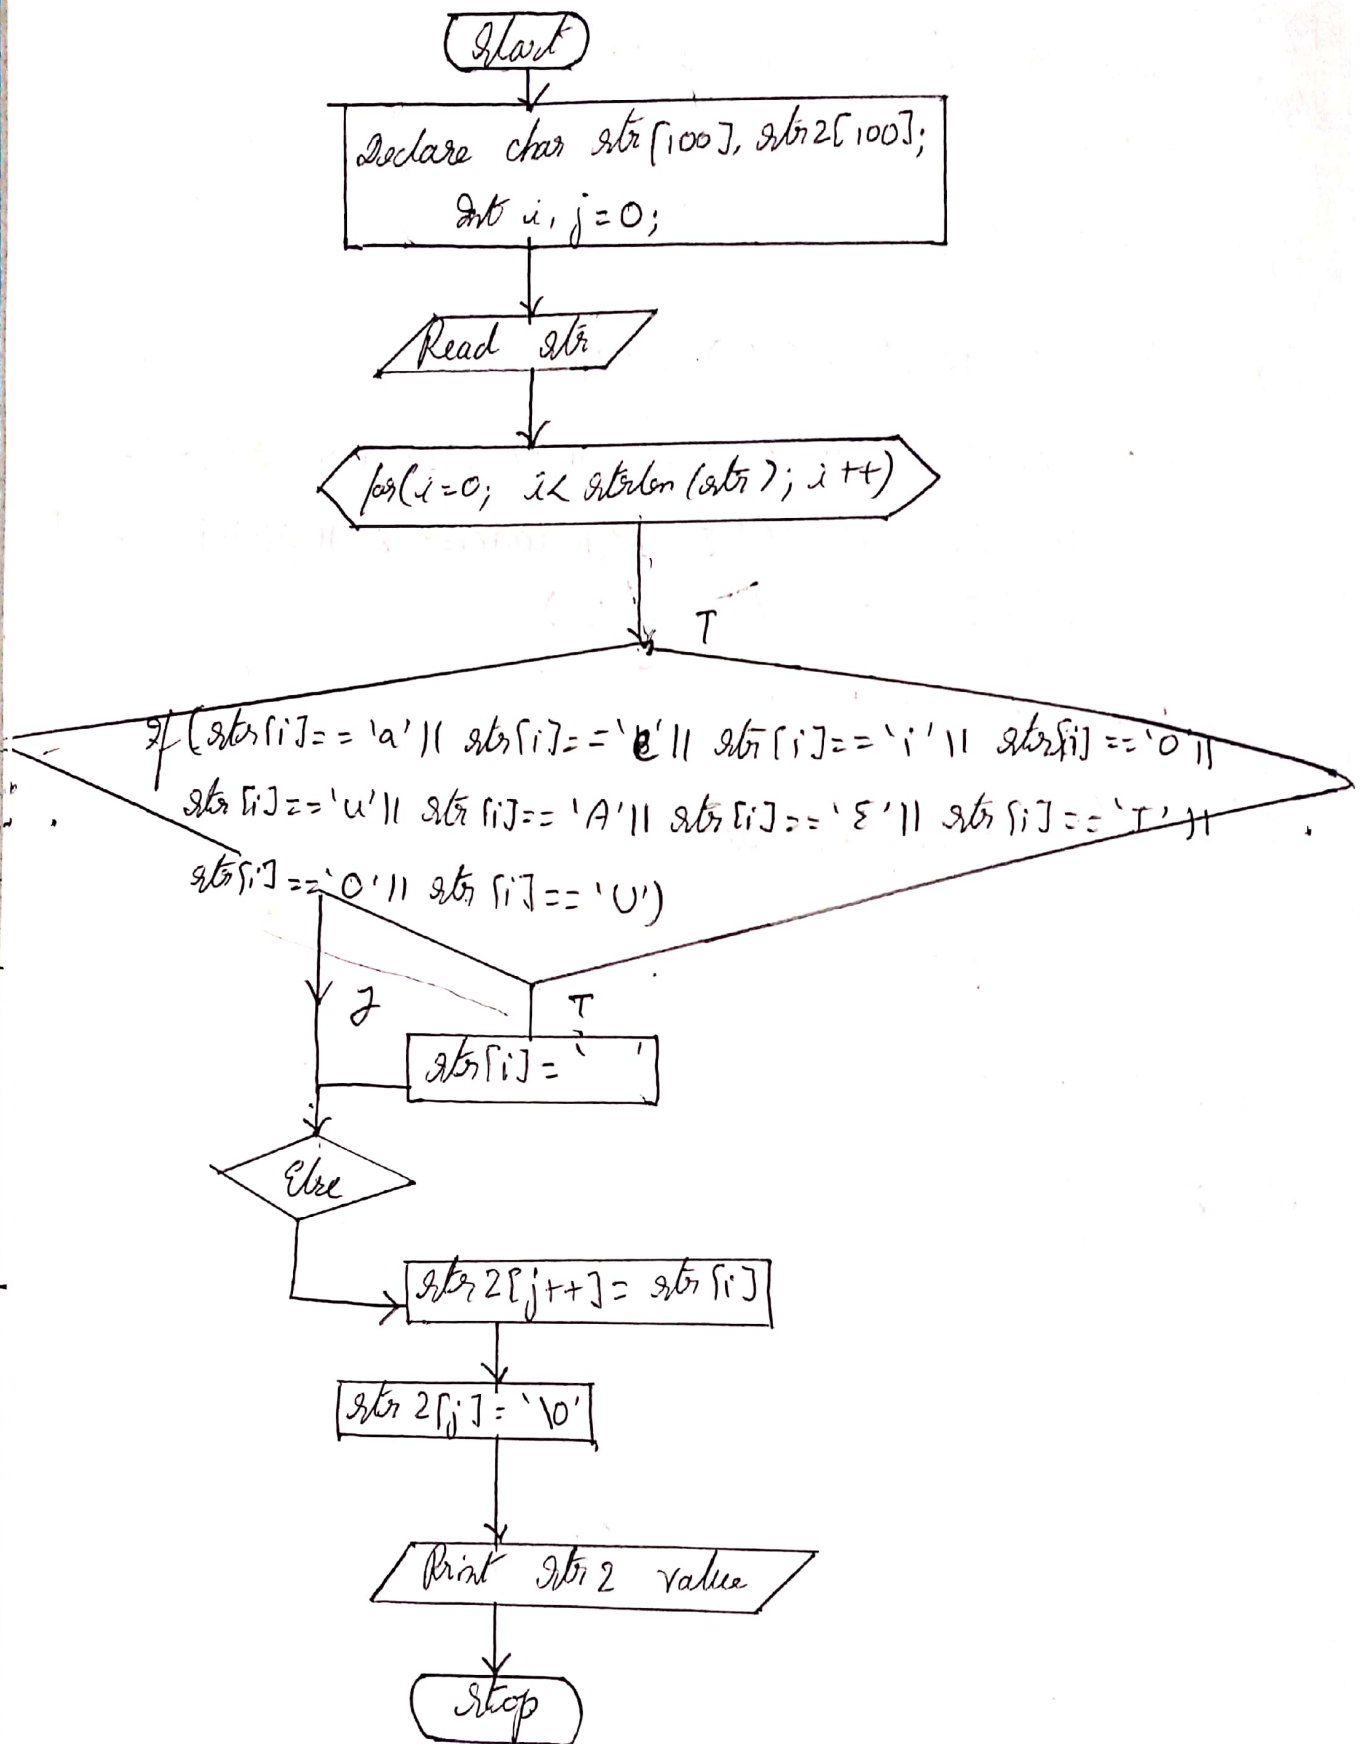 Start
Declare char str[100], str2[100];
Int i, j=0;
Read str
for(i=0; i< strlen(str); i++)
T
If (str[i]=='a'|| str[i]=='e'|| str[i]=='i'|| str[i]=='o'||
str[i]=='u'|| str[i]=='A'|| str[i]=='E'|| str[i]=='I'||
str[i]=='O'|| str[i]=='U')
T
str[i]=' '
Else
str2[j++]= str[i]
str2[j]='\0'
Print str2 value
Stop